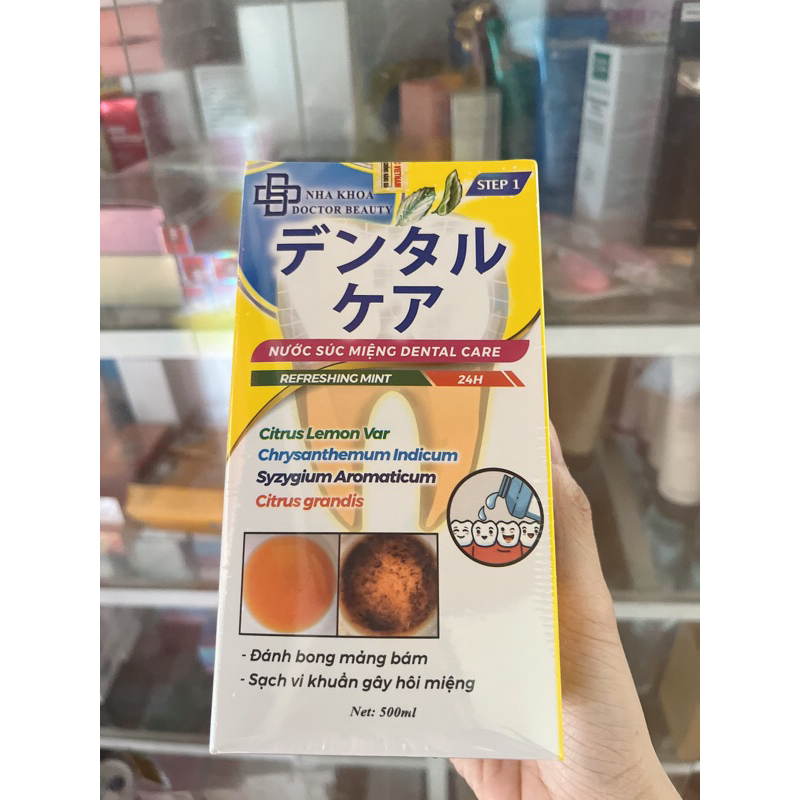 NHA KHOA
DOCTOR BEAUTY
STEP 1
デンタル
ケア
NƯỚC SÚC MIỆNG DENTAL CARE
REFRESHING MINT 24H
Citrus Lemon Var
Chrysanthemum Indicum
Syzygium Aromaticum
Citrus grandis
- Đánh bong mảng bám
- Sạch vi khuẩn gây hôi miệng
Net: 500ml